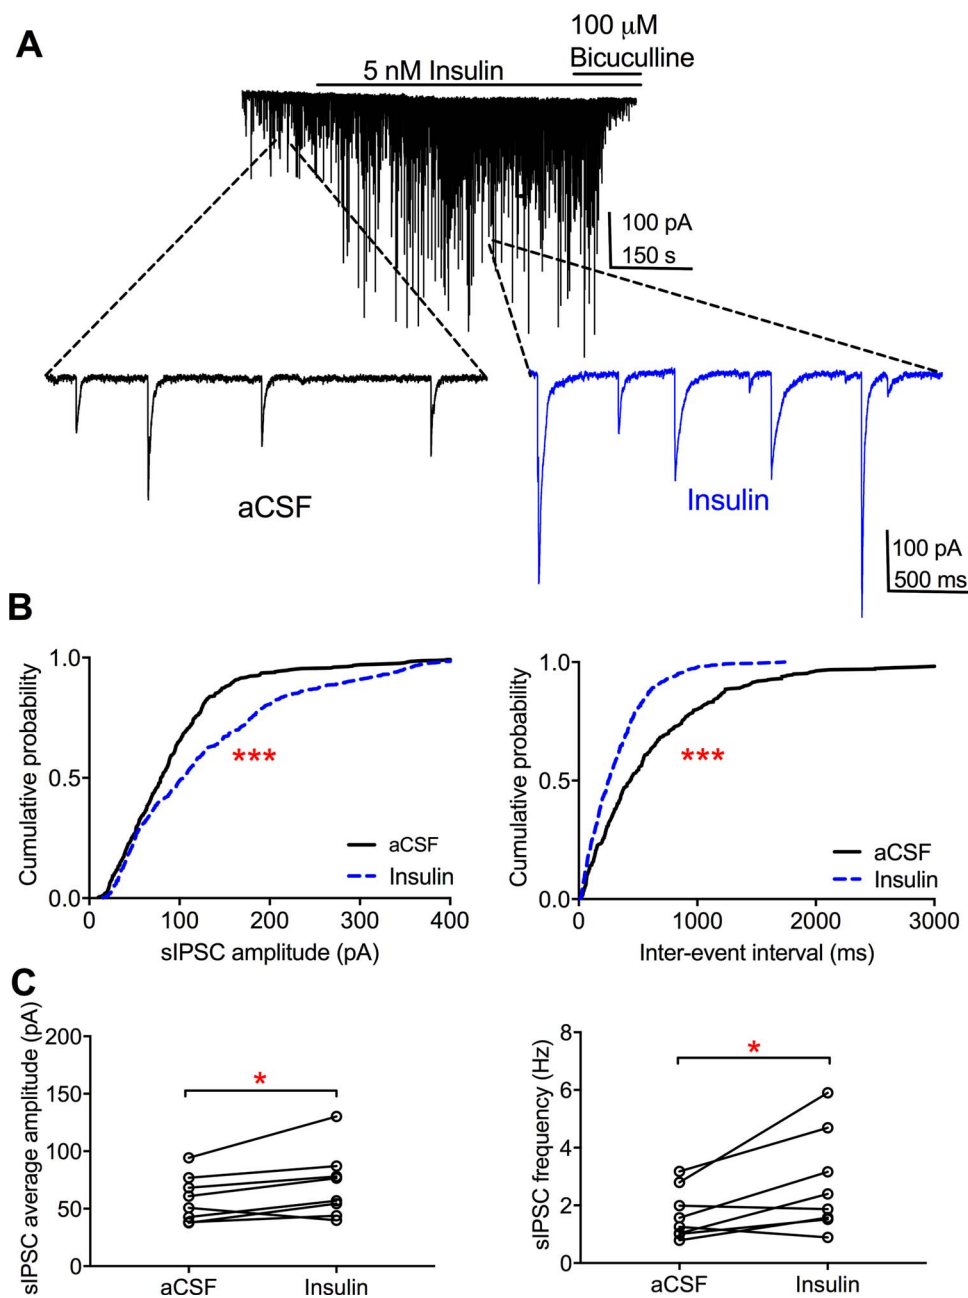 A
100 μM
Bicuculline
5 nM Insulin
100 pA
150 s
aCSF
Insulin
100 pA
500 ms
B
Cumulative probability
1.0
0.5
0.0
***
aCSF
Insulin
0 100 200 300 400
sIPSC amplitude (pA)
Cumulative probability
1.0
0.5
0.0
***
aCSF
Insulin
0 1000 2000 3000
Inter-event interval (ms)
C
sIPSC average amplitude (pA)
200
150
100
50
0
*
aCSF Insulin
sIPSC frequency (Hz)
8
6
4
2
0
*
aCSF Insulin